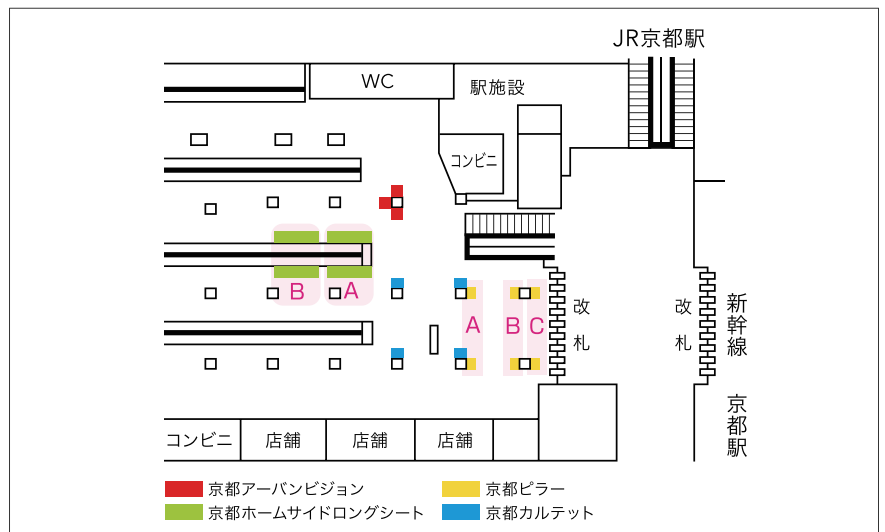 JR京都駅
WC
駅施設
コンビニ
B
A
A
B
C
改札
改札
新幹線
京都駅
コンビニ
店舗
店舗
店舗
京都アーバンビジョン
京都ピラー
京都ホームサイドロングシート
京都カルテット